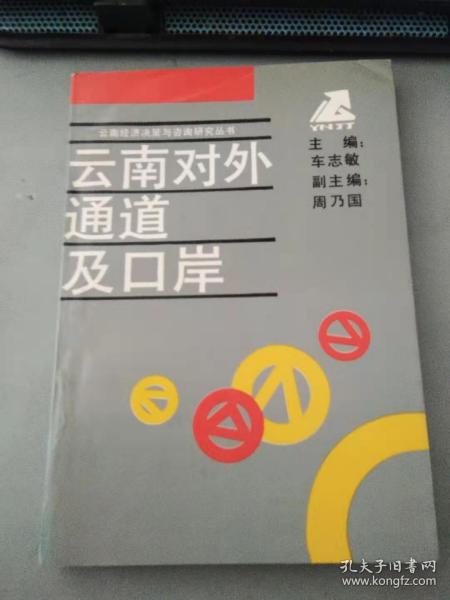 云南经济决策与咨询研究丛书
云南对外
通道
及口岸
YNJJ
主 编:
车志敏
副主编:
周乃国
孔夫子旧书网
www.kongfz.com